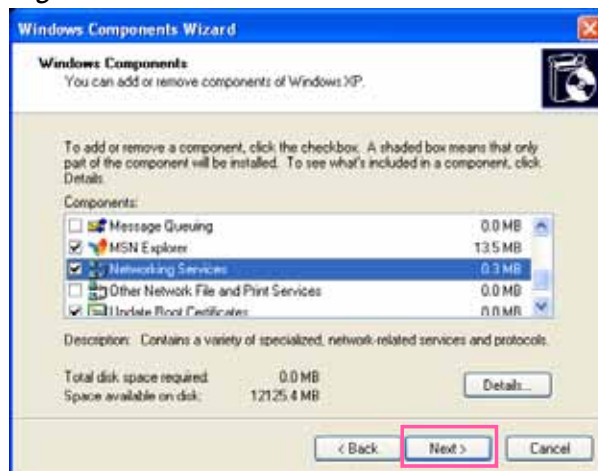 Windows Components Wizard
Windows Components
You can add or remove components of Windows XP.
To add or remove a component, click the checkbox. A shaded box means that only
part of the component will be installed. To see what's included in a component, click
Details.
Components:
Message Queuing 0.0 MB
MSN Explorer 13.5 MB
Networking Services 0.3 MB
Other Network File and Print Services 0.0 MB
Update Root Certificates 0.0 MB
Description: Contains a variety of specialized, network-related services and protocols.
Total disk space required: 0.0 MB
Space available on disk: 12125.4 MB
Details...
< Back Next > Cancel